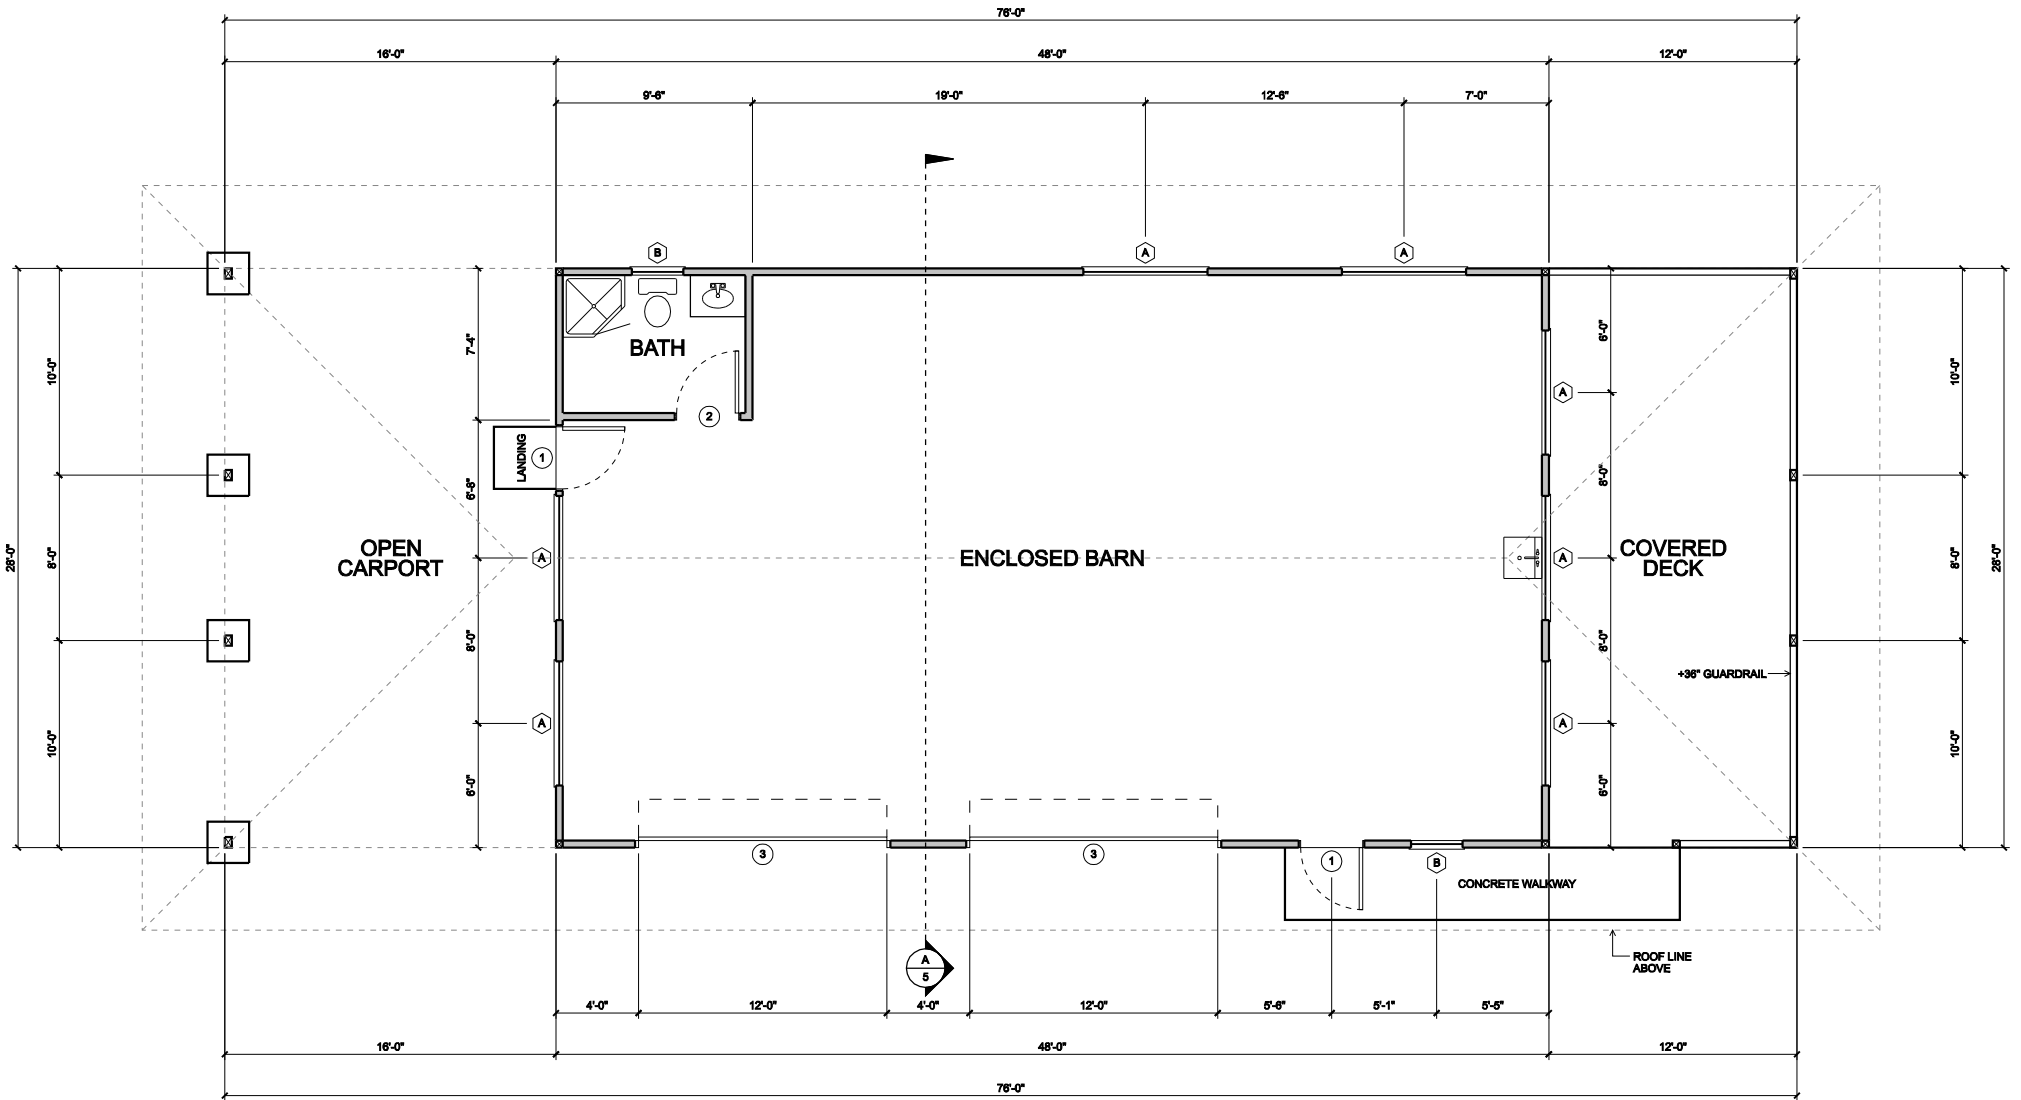 76'-0"
16'-0"
48'-0"
12'-0"
9'-6"
19'-0"
12'-6"
7'-0"
B
A
A
BATH
7'-4"
6'-0"
10'-0"
10'-0"
A
2
LANDING
1
6'-8"
8'-0"
28'-0"
8'-0"
OPEN
CARPORT
A
ENCLOSED BARN
A
COVERED
DECK
8'-0"
28'-0"
8'-0"
8'-0"
+36" GUARDRAIL
A
A
10'-0"
6'-0"
6'-0"
10'-0"
3
3
1
B
CONCRETE WALKWAY
A
5
ROOF LINE
ABOVE
4'-0"
12'-0"
4'-0"
12'-0"
5'-6"
5'-1"
5'-5"
16'-0"
48'-0"
12'-0"
76'-0"